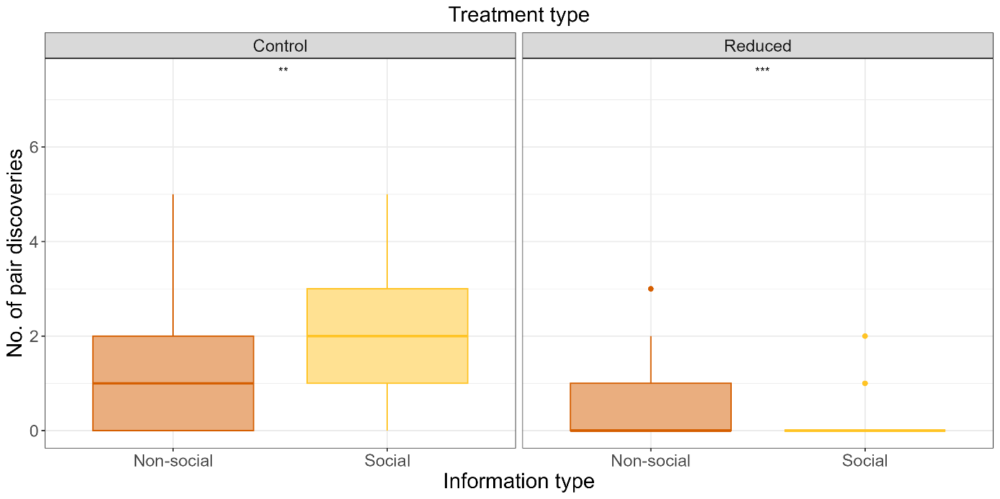 Treatment type
Control
Reduced
**
***
No. of pair discoveries
6
4
2
0
Non-social
Social
Non-social
Social
Information type